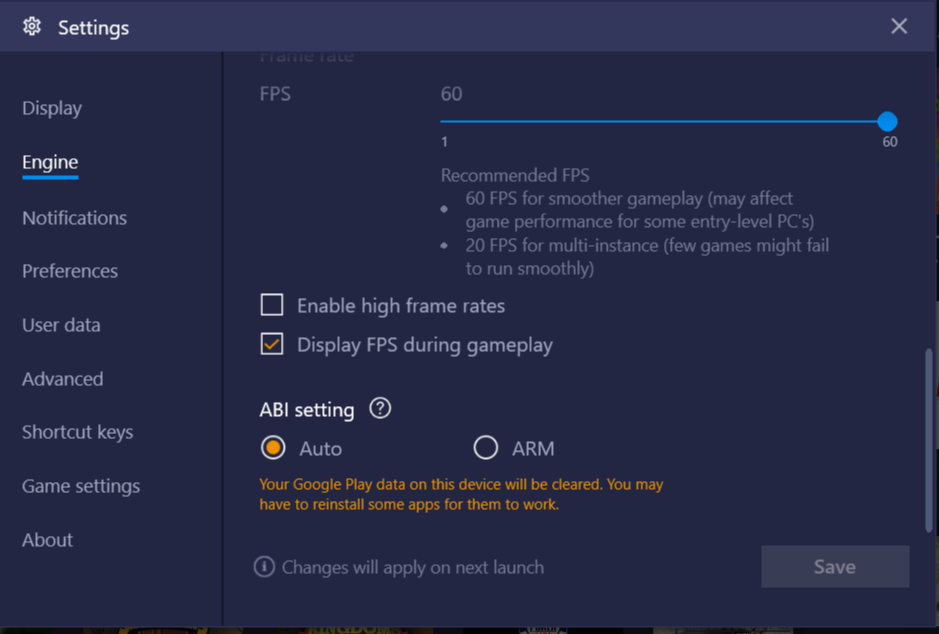 Settings
Display
Engine
Notifications
Preferences
User data
Advanced
Shortcut keys
Game settings
About
Frame rate
FPS
60
1
60
Recommended FPS
• 60 FPS for smoother gameplay (may affect
game performance for some entry-level PC's)
• 20 FPS for multi-instance (few games might fail
to run smoothly)
Enable high frame rates
Display FPS during gameplay
ABI setting ?
Auto
ARM
Your Google Play data on this device will be cleared. You may
have to reinstall some apps for them to work.
Changes will apply on next launch
Save
KINGDOM